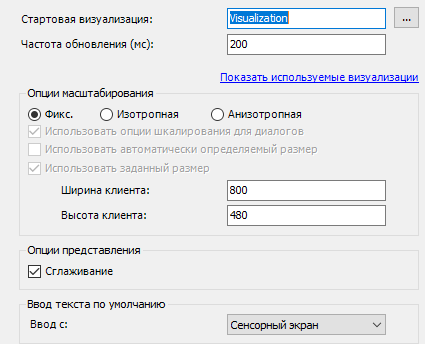 Стартовая визуализация: Visualization ...
Частота обновления (мс): 200
Показать используемые визуализации
Опции масштабирования
Фикс. Изотропная Анизотропная
Использовать опции шкалирования для диалогов
Использовать автоматически определяемый размер
Использовать заданный размер
Ширина клиента: 800
Высота клиента: 480
Опции представления
Сглаживание
Ввод текста по умолчанию
Ввод с: Сенсорный экран